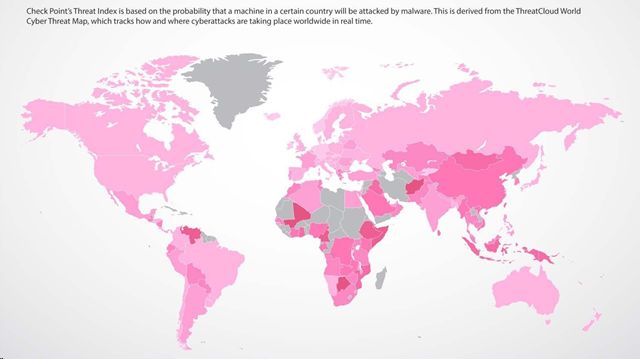 Check Point's Threat Index is based on the probability that a machine in a certain country will be attacked by malware. This is derived from the ThreatCloud World
Cyber Threat Map, which tracks how and where cyberattacks are taking place worldwide in real time.